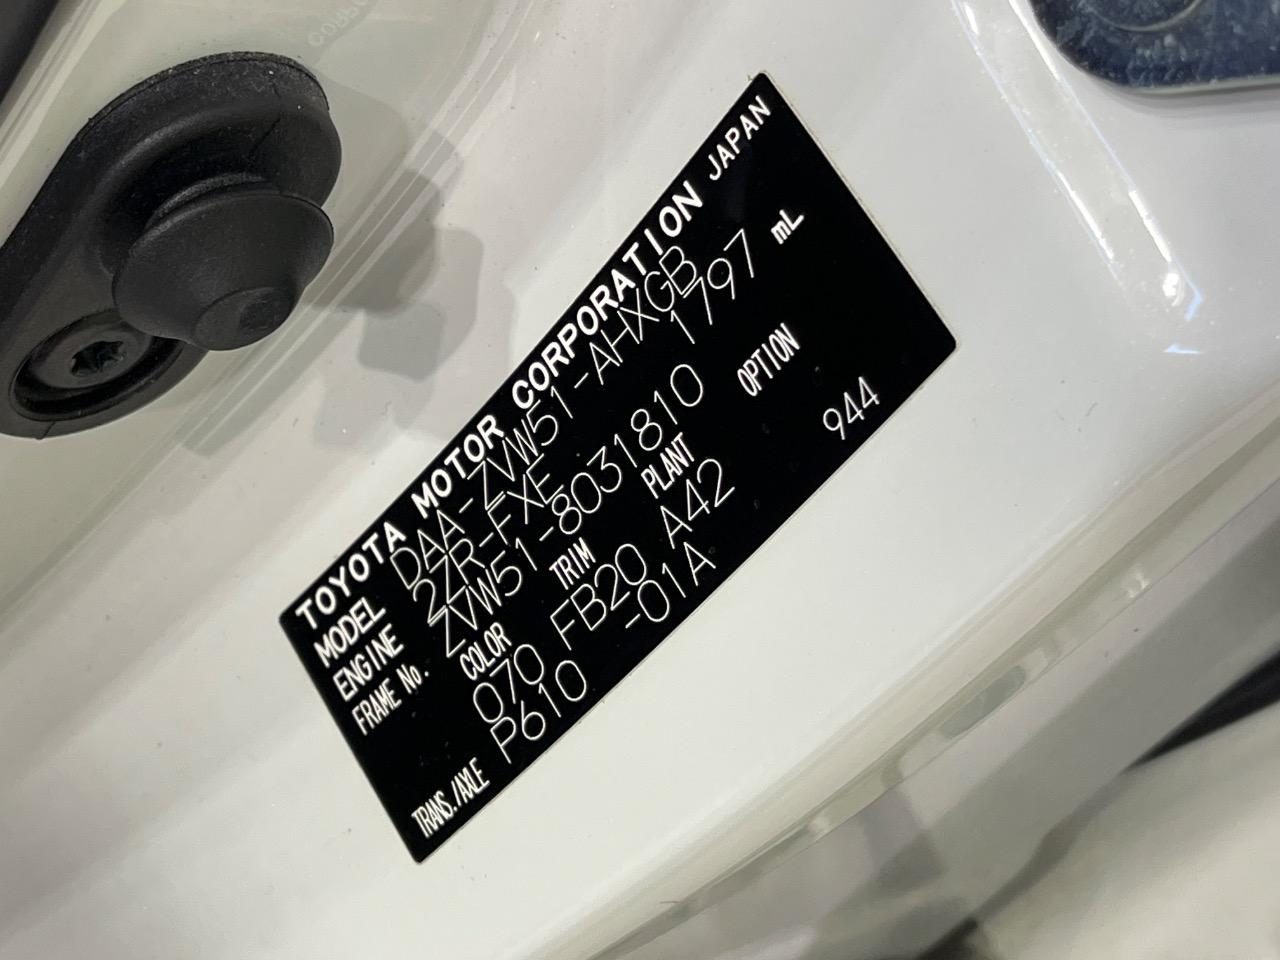 TOYOTA MOTOR CORPORATION JAPAN
MODEL DAA-ZVW51-AHXGB
ENGINE 2ZR-FXE 1797 mL
FRAME No. ZVW51-8031810
COLOR TRIM PLANT OPTION
070 FB20 A42 944
TRANS./AXLE P610 -01A